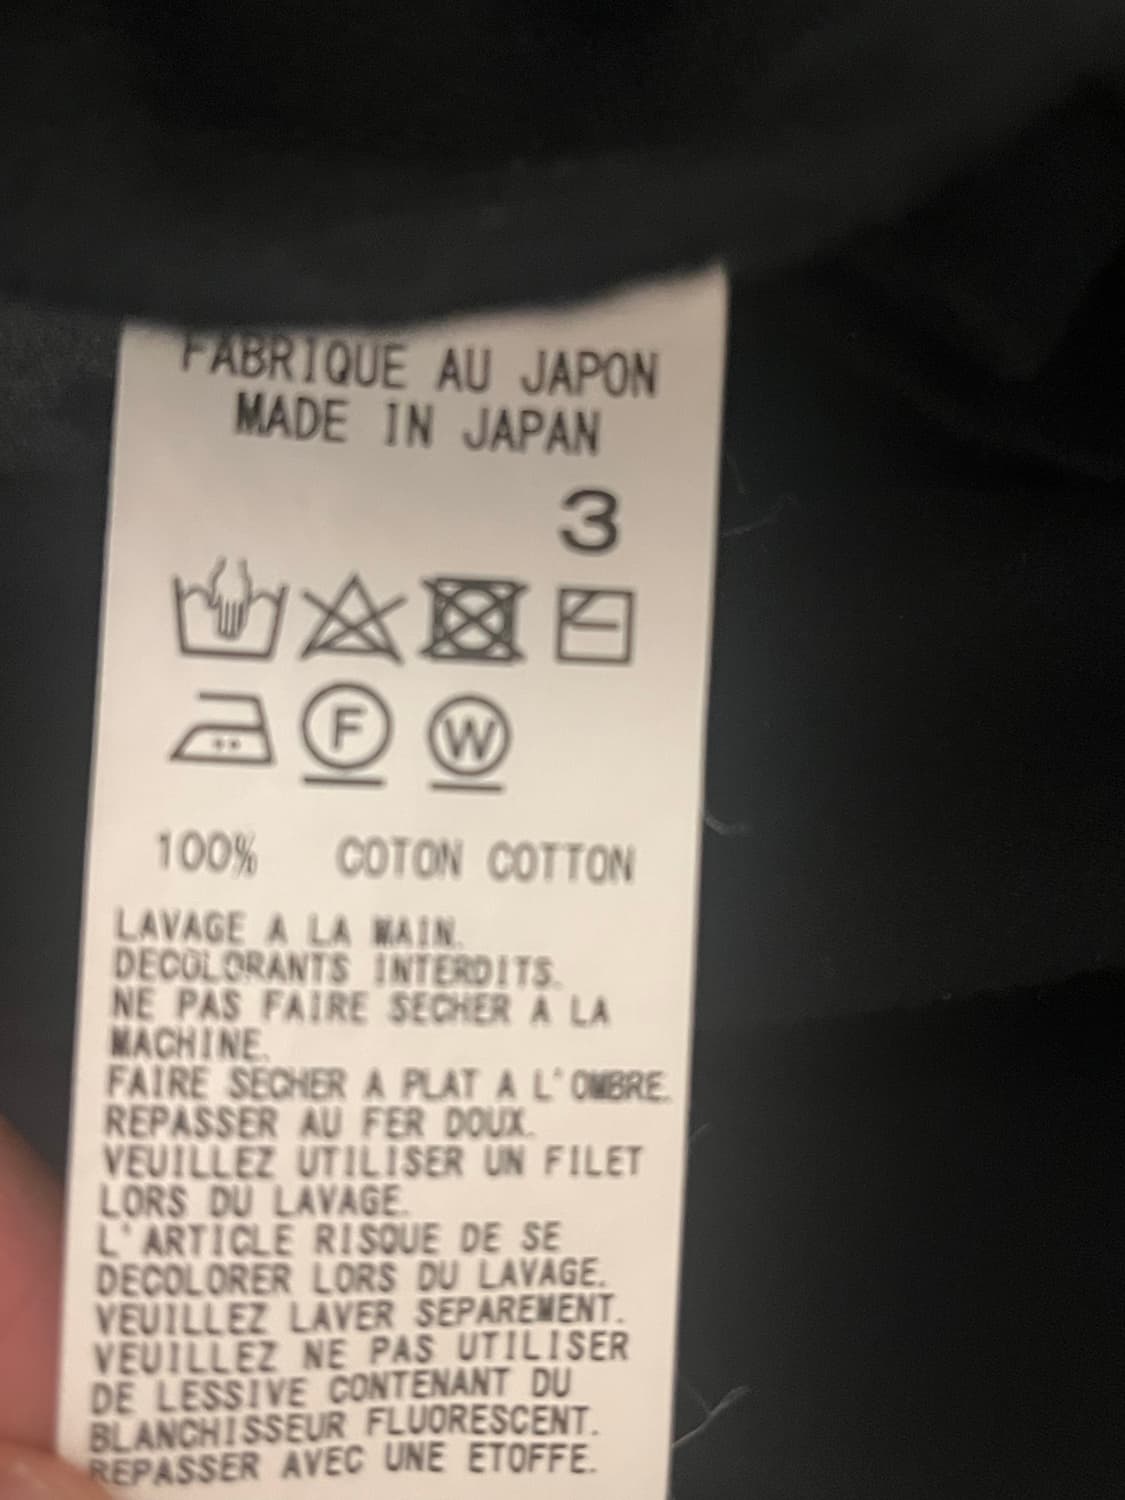 FABRIQUE AU JAPON
MADE IN JAPAN
3
F W
100% COTON COTTON
LAVAGE A LA MAIN.
DECOLORANTS INTERDITS.
NE PAS FAIRE SECHER A LA
MACHINE.
FAIRE SECHER A PLAT A L'OMBRE.
REPASSER AU FER DOUX.
VEUILLEZ UTILISER UN FILET
LORS DU LAVAGE.
L'ARTICLE RISQUE DE SE
DECOLORER LORS DU LAVAGE.
VEUILLEZ LAVER SEPAREMENT.
VEUILLEZ NE PAS UTILISER
DE LESSIVE CONTENANT DU
BLANCHISSEUR FLUORESCENT.
REPASSER AVEC UNE ETOFFE.